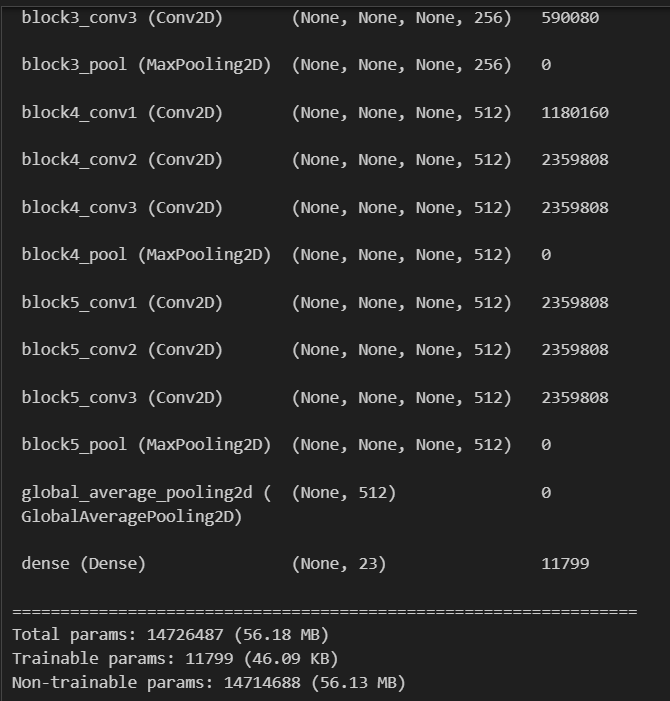 block3_conv3 (Conv2D) (None, None, None, 256) 590080
block3_pool (MaxPooling2D) (None, None, None, 256) 0
block4_conv1 (Conv2D) (None, None, None, 512) 1180160
block4_conv2 (Conv2D) (None, None, None, 512) 2359808
block4_conv3 (Conv2D) (None, None, None, 512) 2359808
block4_pool (MaxPooling2D) (None, None, None, 512) 0
block5_conv1 (Conv2D) (None, None, None, 512) 2359808
block5_conv2 (Conv2D) (None, None, None, 512) 2359808
block5_conv3 (Conv2D) (None, None, None, 512) 2359808
block5_pool (MaxPooling2D) (None, None, None, 512) 0
global_average_pooling2d ( (None, 512) 0
GlobalAveragePooling2D)
dense (Dense) (None, 23) 11799
=================================================================
Total params: 14726487 (56.18 MB)
Trainable params: 11799 (46.09 KB)
Non-trainable params: 14714688 (56.13 MB)